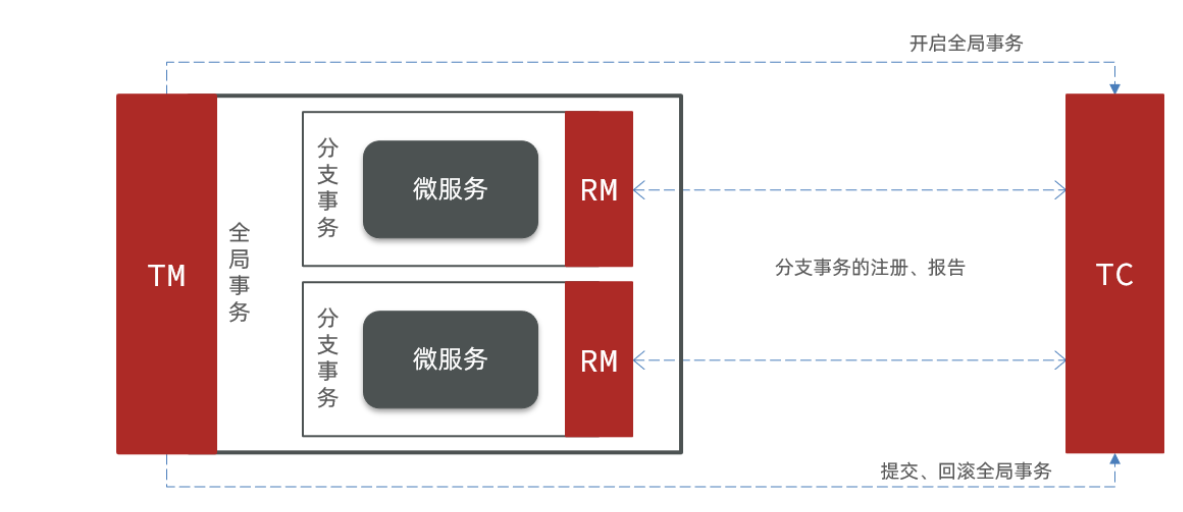 开启全局事务
TM
全局事务
分支事务
微服务
RM
分支事务的注册、报告
TC
分支事务
微服务
RM
提交、回滚全局事务